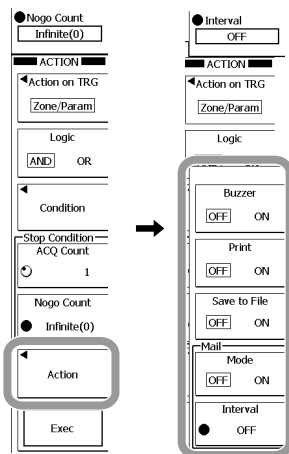 Nogo Count
Infinite(0)
ACTION
Action on TRG
Zone/Param
Logic
AND OR
Condition
Stop Condition
ACQ Count
1
Nogo Count
Infinite(0)
Action
Exec
Interval
OFF
ACTION
Action on TRG
Zone/Param
Logic
Buzzer
OFF ON
Print
OFF ON
Save to File
OFF ON
Mail
Mode
OFF ON
Interval
OFF